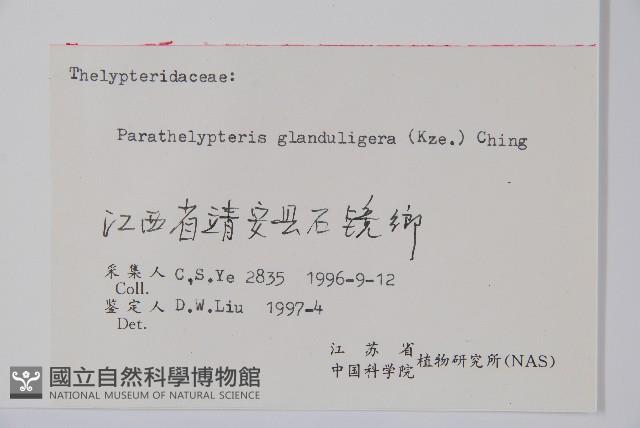 Thelypteridaceae:
Parathelypteris glanduligera (Kze.) Ching
江西省靖安县石镜鄉
采集人 C.S.Ye 2835 1996-9-12
Coll.
鉴定人 D.W.Liu 1997-4
Det.
江苏省
中国科学院植物研究所(NAS)
國立自然科學博物館
NATIONAL MUSEUM OF NATURAL SCIENCE